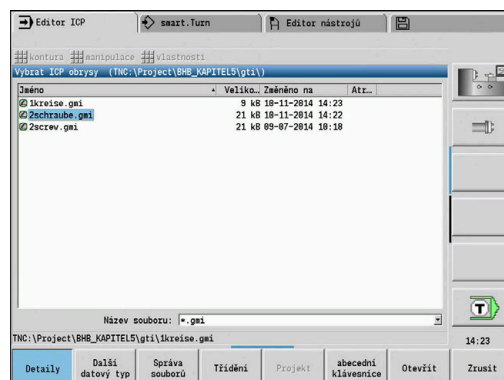 Editor ICP
smart.Turn
Editor nástrojů
kontura manipulace vlastnosti
Vybrat ICP obrysy (TNC:\Project\BHB_KAPITEL5\gti\)
Jméno Veliko… Změněno na Atr…
1kreise.gmi 9 kB 10-11-2014 14:23
2schraube.gmi 21 kB 10-11-2014 14:22
2screw.gmi 21 kB 09-07-2014 10:18
Název souboru: *.gmi
TNC:\Project\BHB_KAPITEL5\gti\1kreise.gmi
T
14:23
Detaily
Další datový typ
Správa souborů
Třídění
Projekt
abecední klávesnice
Otevřít
Zrusit